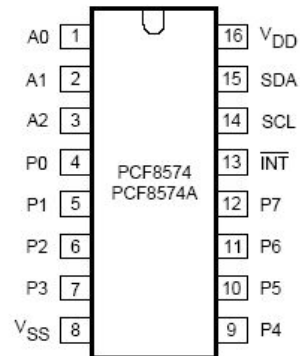 A0 1 16 VDD
A1 2 15 SDA
A2 3 14 SCL
P0 4 13 INT
PCF8574
PCF8574A
P1 5 12 P7
P2 6 11 P6
P3 7 10 P5
VSS 8 9 P4